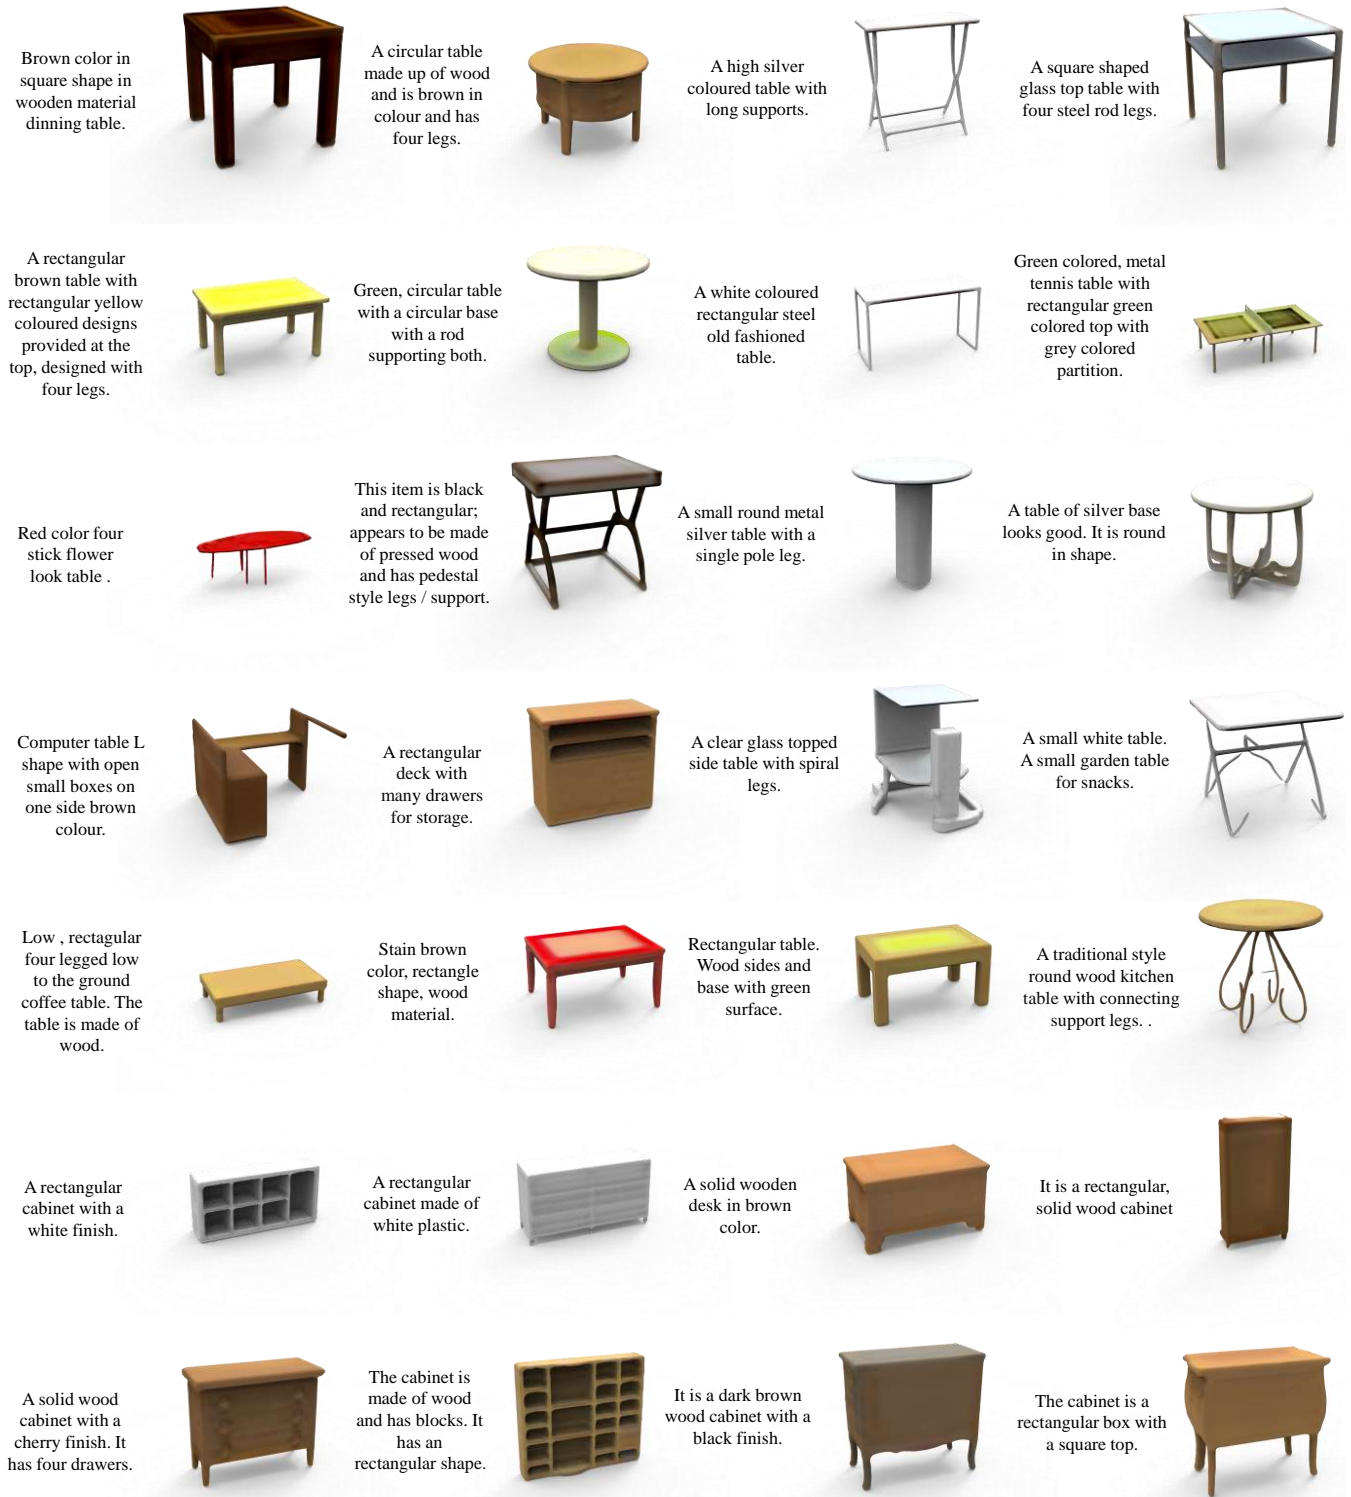 Brown color in
square shape in
wooden material
dinning table.
A circular table
made up of wood
and is brown in
colour and has
four legs.
A high silver
coloured table with
long supports.
A square shaped
glass top table with
four steel rod legs.
A rectangular
brown table with
rectangular yellow
coloured designs
provided at the
top, designed with
four legs.
Green, circular table
with a circular base
with a rod
supporting both.
A white coloured
rectangular steel
old fashioned
table.
Green colored, metal
tennis table with
rectangular green
colored top with
grey colored
partition.
Red color four
stick flower
look table .
This item is black
and rectangular;
appears to be made
of pressed wood
and has pedestal
style legs / support.
A small round metal
silver table with a
single pole leg.
A table of silver base
looks good. It is round
in shape.
Computer table L
shape with open
small boxes on
one side brown
colour.
A rectangular
deck with
many drawers
for storage.
A clear glass topped
side table with spiral
legs.
A small white table.
A small garden table
for snacks.
Low , rectagular
four legged low
to the ground
coffee table. The
table is made of
wood.
Stain brown
color, rectangle
shape, wood
material.
Rectangular table.
Wood sides and
base with green
surface.
A traditional style
round wood kitchen
table with connecting
support legs. .
A rectangular
cabinet with a
white finish.
A rectangular
cabinet made of
white plastic.
A solid wooden
desk in brown
color.
It is a rectangular,
solid wood cabinet
A solid wood
cabinet with a
cherry finish. It
has four drawers.
The cabinet is
made of wood
and has blocks. It
has an
rectangular shape.
It is a dark brown
wood cabinet with a
black finish.
The cabinet is a
rectangular box with
a square top.